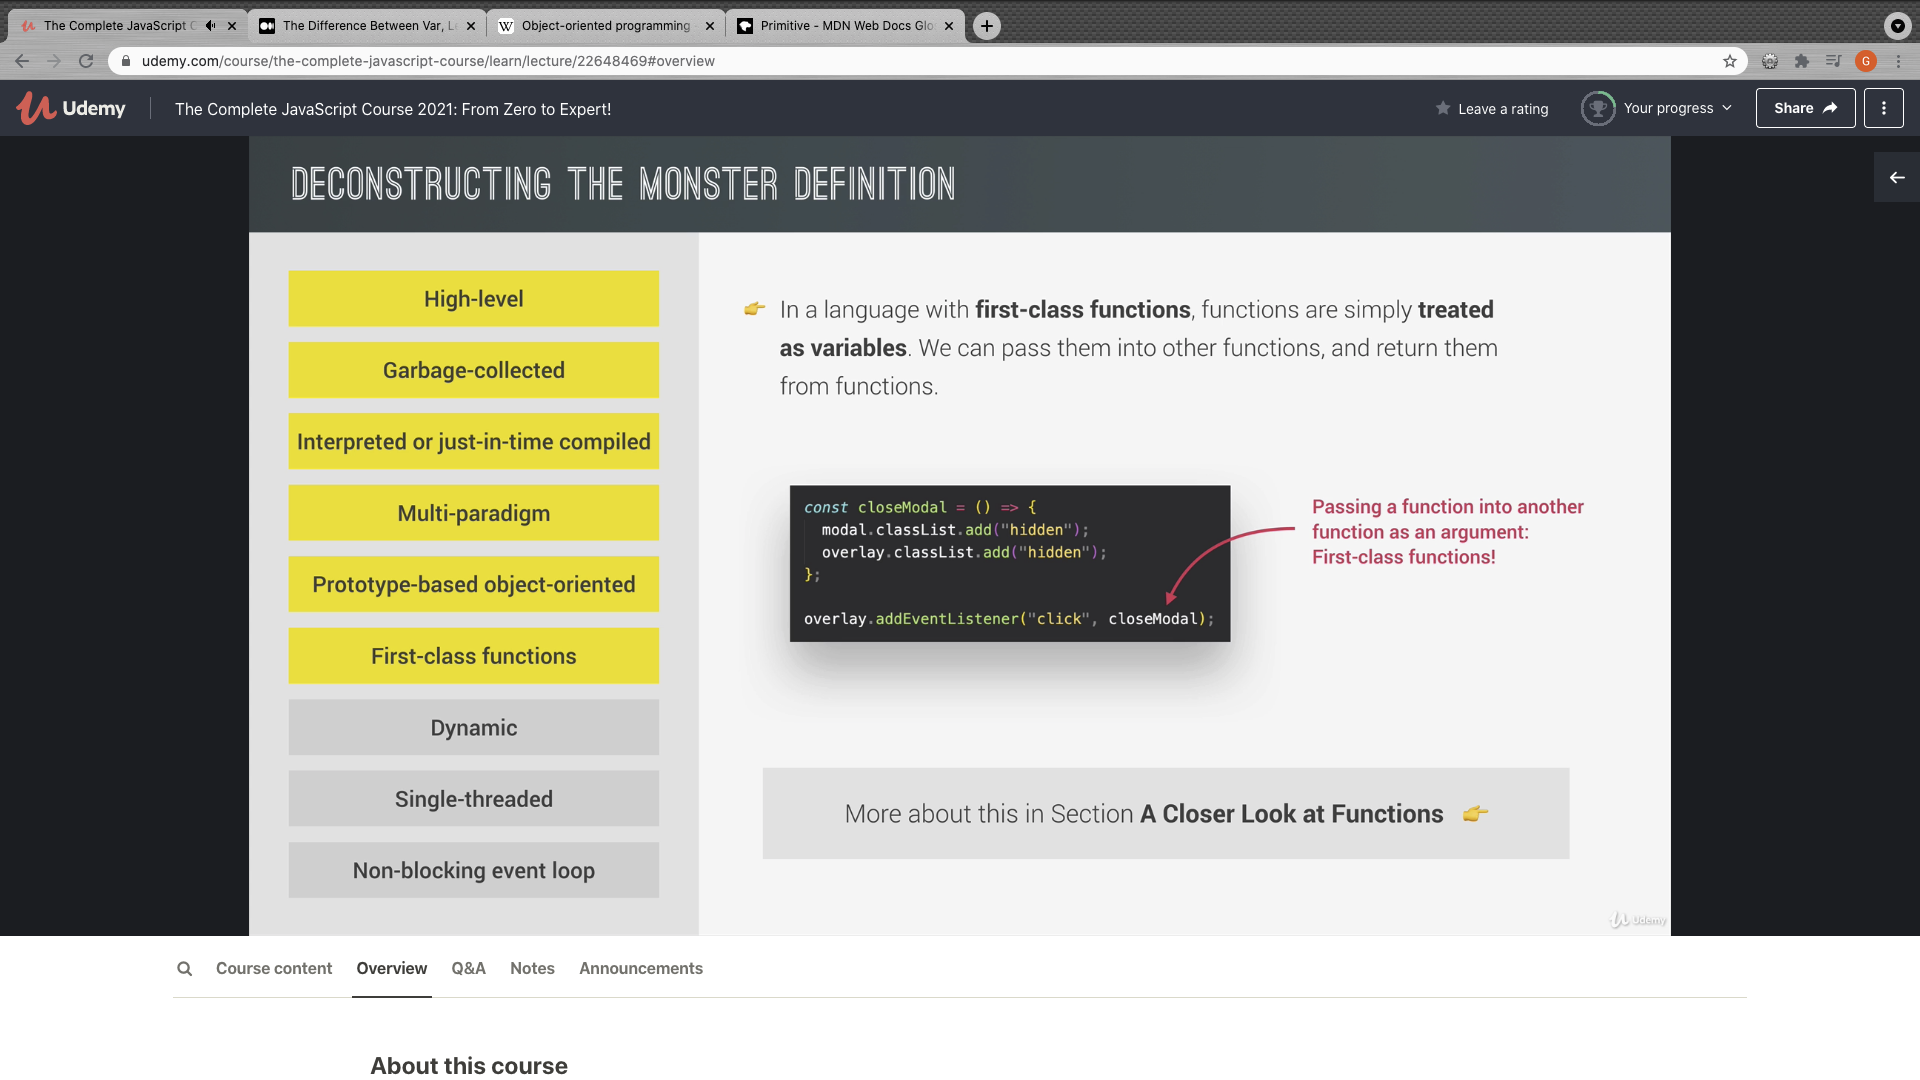 The Complete JavaScript C
The Difference Between Var, Le
Object-oriented programming
Primitive - MDN Web Docs Glo
udemy.com/course/the-complete-javascript-course/learn/lecture/22648469#overview
G
Udemy
The Complete JavaScript Course 2021: From Zero to Expert!
Leave a rating
Your progress
Share
DECONSTRUCTING THE MONSTER DEFINITION
High-level
Garbage-collected
Interpreted or just-in-time compiled
Multi-paradigm
Prototype-based object-oriented
First-class functions
Dynamic
Single-threaded
Non-blocking event loop
👉 In a language with first-class functions, functions are simply treated
as variables. We can pass them into other functions, and return them
from functions.
const closeModal = () => {
modal.classList.add("hidden");
overlay.classList.add("hidden");
};
overlay.addEventListener("click", closeModal);
Passing a function into another
function as an argument:
First-class functions!
More about this in Section A Closer Look at Functions 👉
Udemy
Course content
Overview
Q&A
Notes
Announcements
About this course